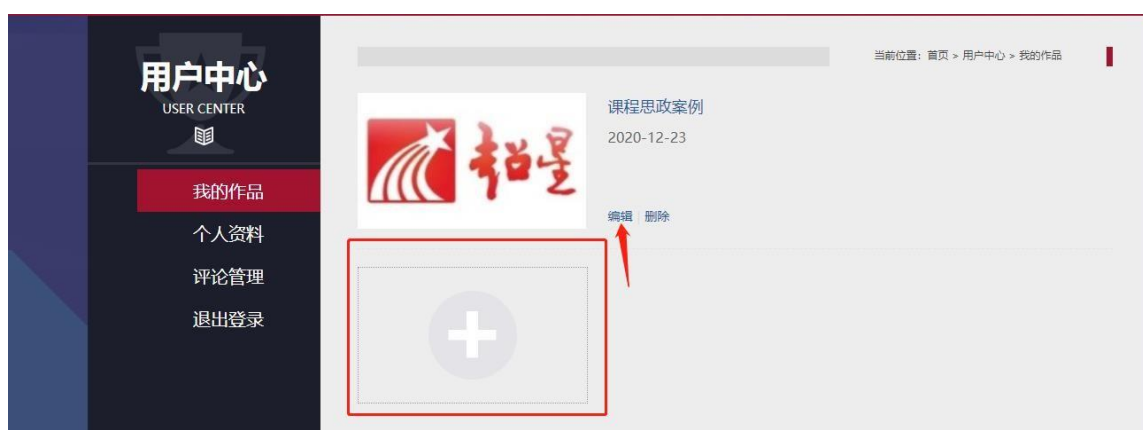 用户中心
USER CENTER
我的作品
个人资料
评论管理
退出登录
当前位置：首页 > 用户中心 > 我的作品
超星
课程思政案例
2020-12-23
编辑 | 删除